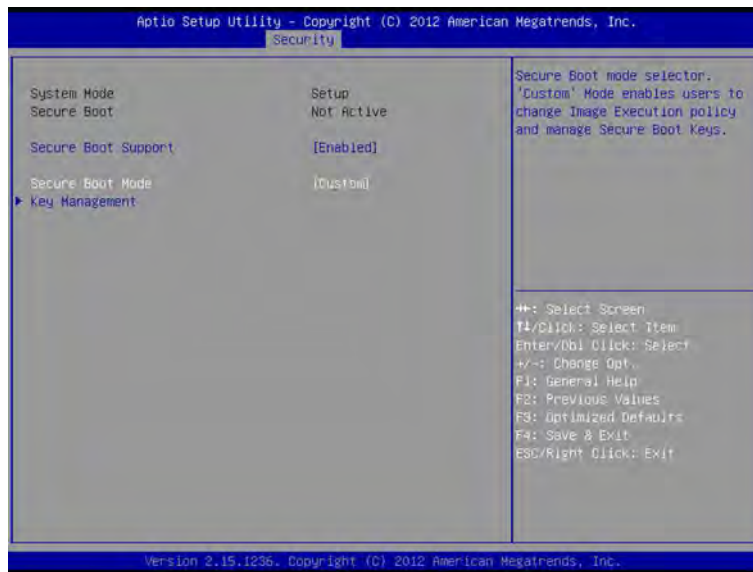 Aptio Setup Utility - Copyright (C) 2012 American Megatrends, Inc.
Security
System Mode Setup
Secure Boot Not Active
Secure Boot Support [Enabled]
Secure Boot Mode [Custom]
Key Management
Secure Boot mode selector.
'Custom' Mode enables users to
change Image Execution policy
and manage Secure Boot Keys.
→←: Select Screen
↑↓/Click: Select Item
Enter/Dbl Click: Select
+/-: Change Opt.
F1: General Help
F2: Previous Values
F3: Optimized Defaults
F4: Save & Exit
ESC/Right Click: Exit
Version 2.15.1236. Copyright (C) 2012 American Megatrends, Inc.